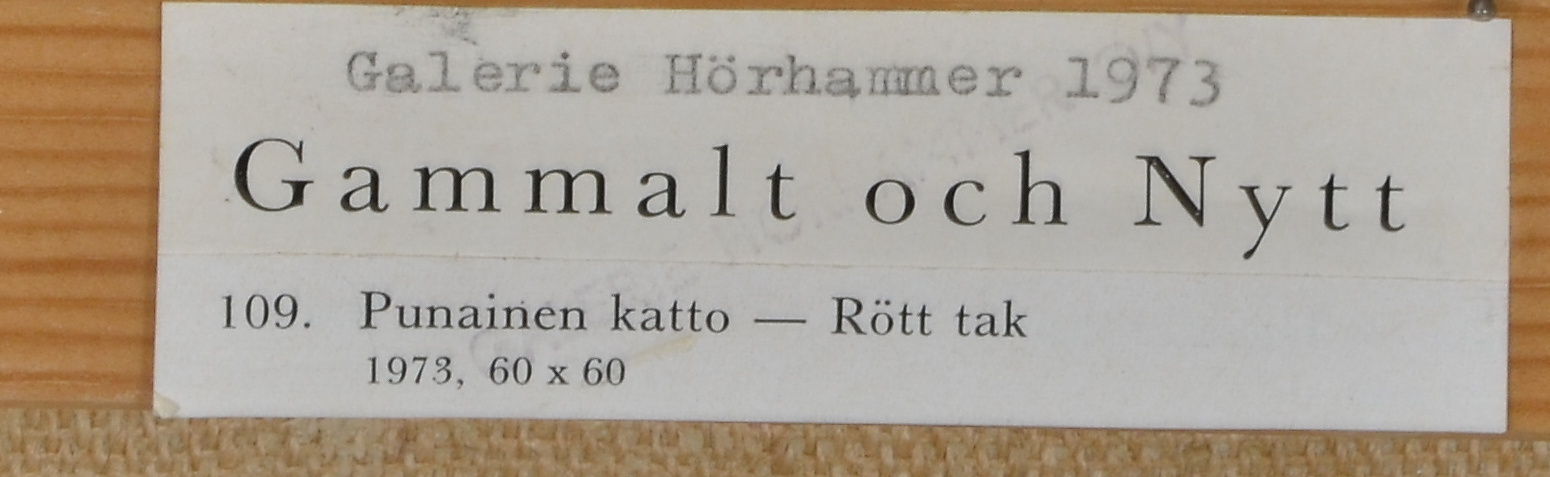 Galerie Hörhammer 1973
Gammalt och Nytt
109. Punainen katto — Rött tak
1973, 60 x 60